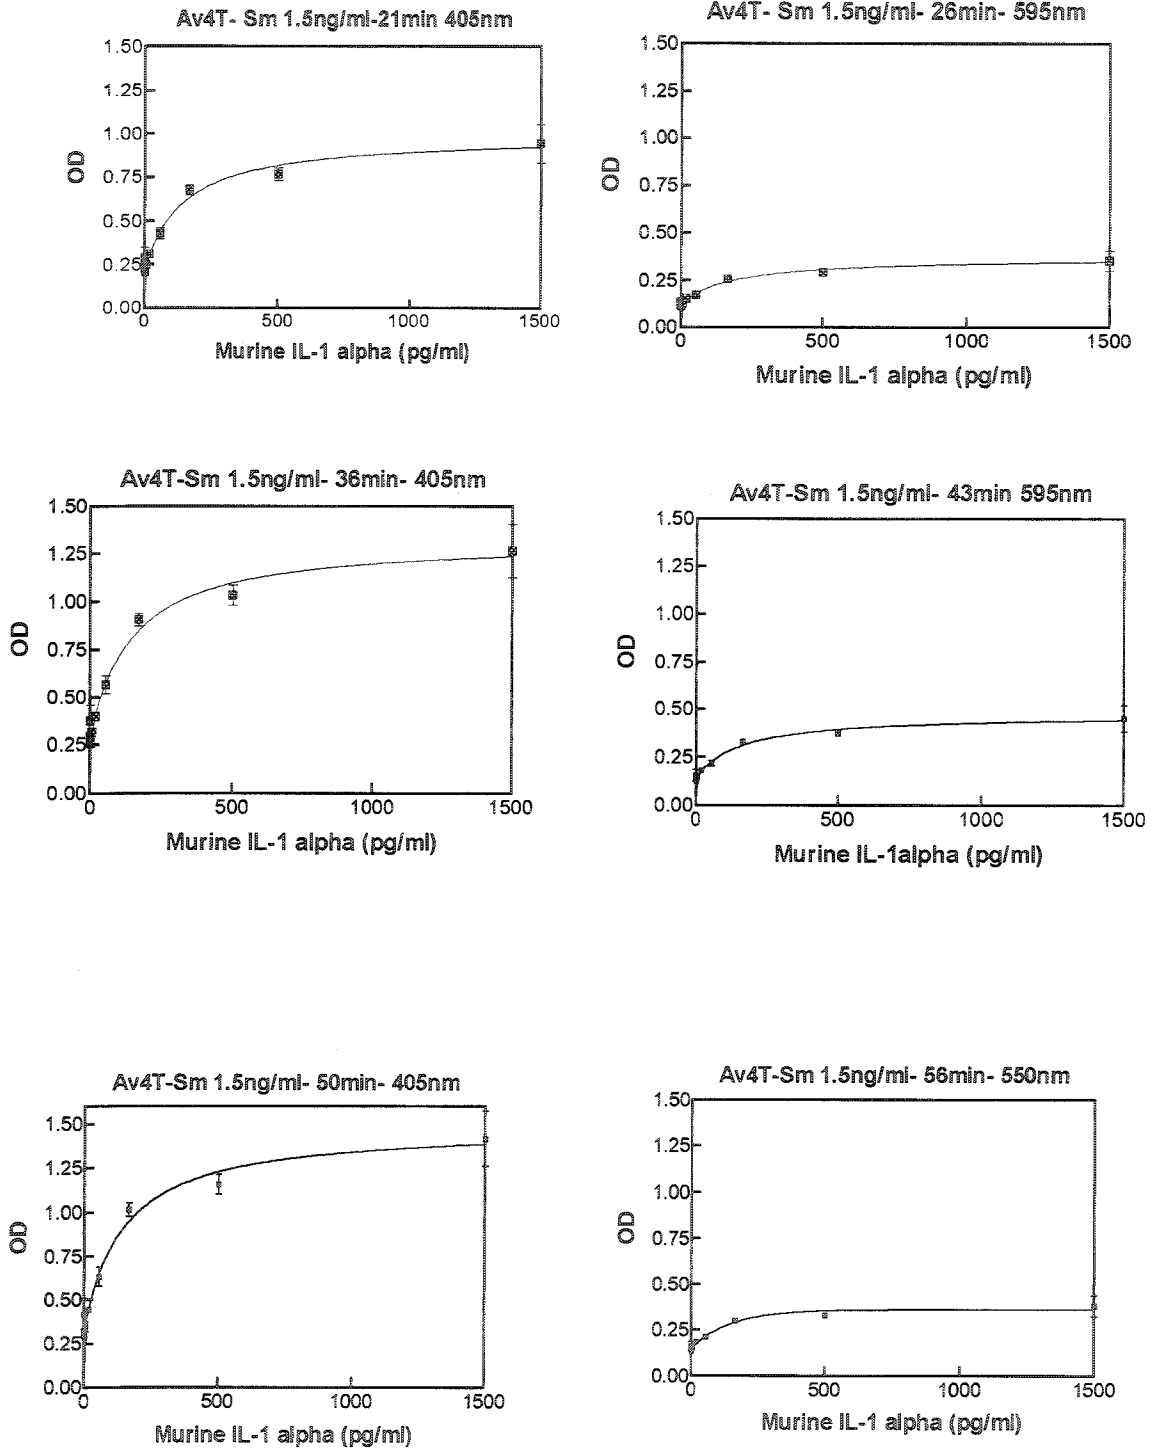 Av4T- Sm 1.5ng/ml-21min 405nm
1.50
1.25
1.00
0.75
0.50
0.25
0.00
OD
0 500 1000 1500
Murine IL-1 alpha (pg/ml)
Av4T- Sm 1.5ng/ml- 26min- 595nm
1.50
1.25
1.00
0.75
0.50
0.25
0.00
OD
0 500 1000 1500
Murine IL-1 alpha (pg/ml)
Av4T-Sm 1.5ng/ml- 36min- 405nm
1.50
1.25
1.00
0.75
0.50
0.25
0.00
OD
0 500 1000 1500
Murine IL-1 alpha (pg/ml)
Av4T-Sm 1.5ng/ml- 43min 595nm
1.50
1.25
1.00
0.75
0.50
0.25
0.00
OD
0 500 1000 1500
Murine IL-1alpha (pg/ml)
Av4T-Sm 1.5ng/ml- 50min- 405nm
1.50
1.25
1.00
0.75
0.50
0.25
0.00
OD
0 500 1000 1500
Murine IL-1 alpha (pg/ml)
Av4T-Sm 1.5ng/ml- 56min- 550nm
1.50
1.25
1.00
0.75
0.50
0.25
0.00
OD
0 500 1000 1500
Murine IL-1 alpha (pg/ml)